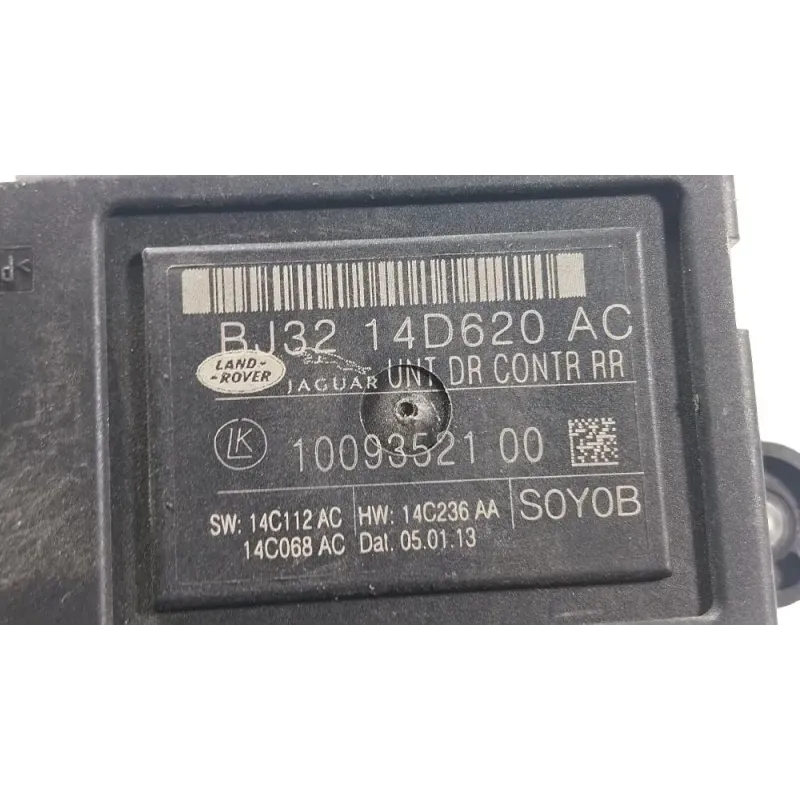 BJ32 14D620 AC
LAND-
ROVER
JAGUAR UNT DR CONTR RR
LK 10093521 00
SW: 14C112 AC HW: 14C236 AA SOYOB
14C068 AC Dat. 05.01.13